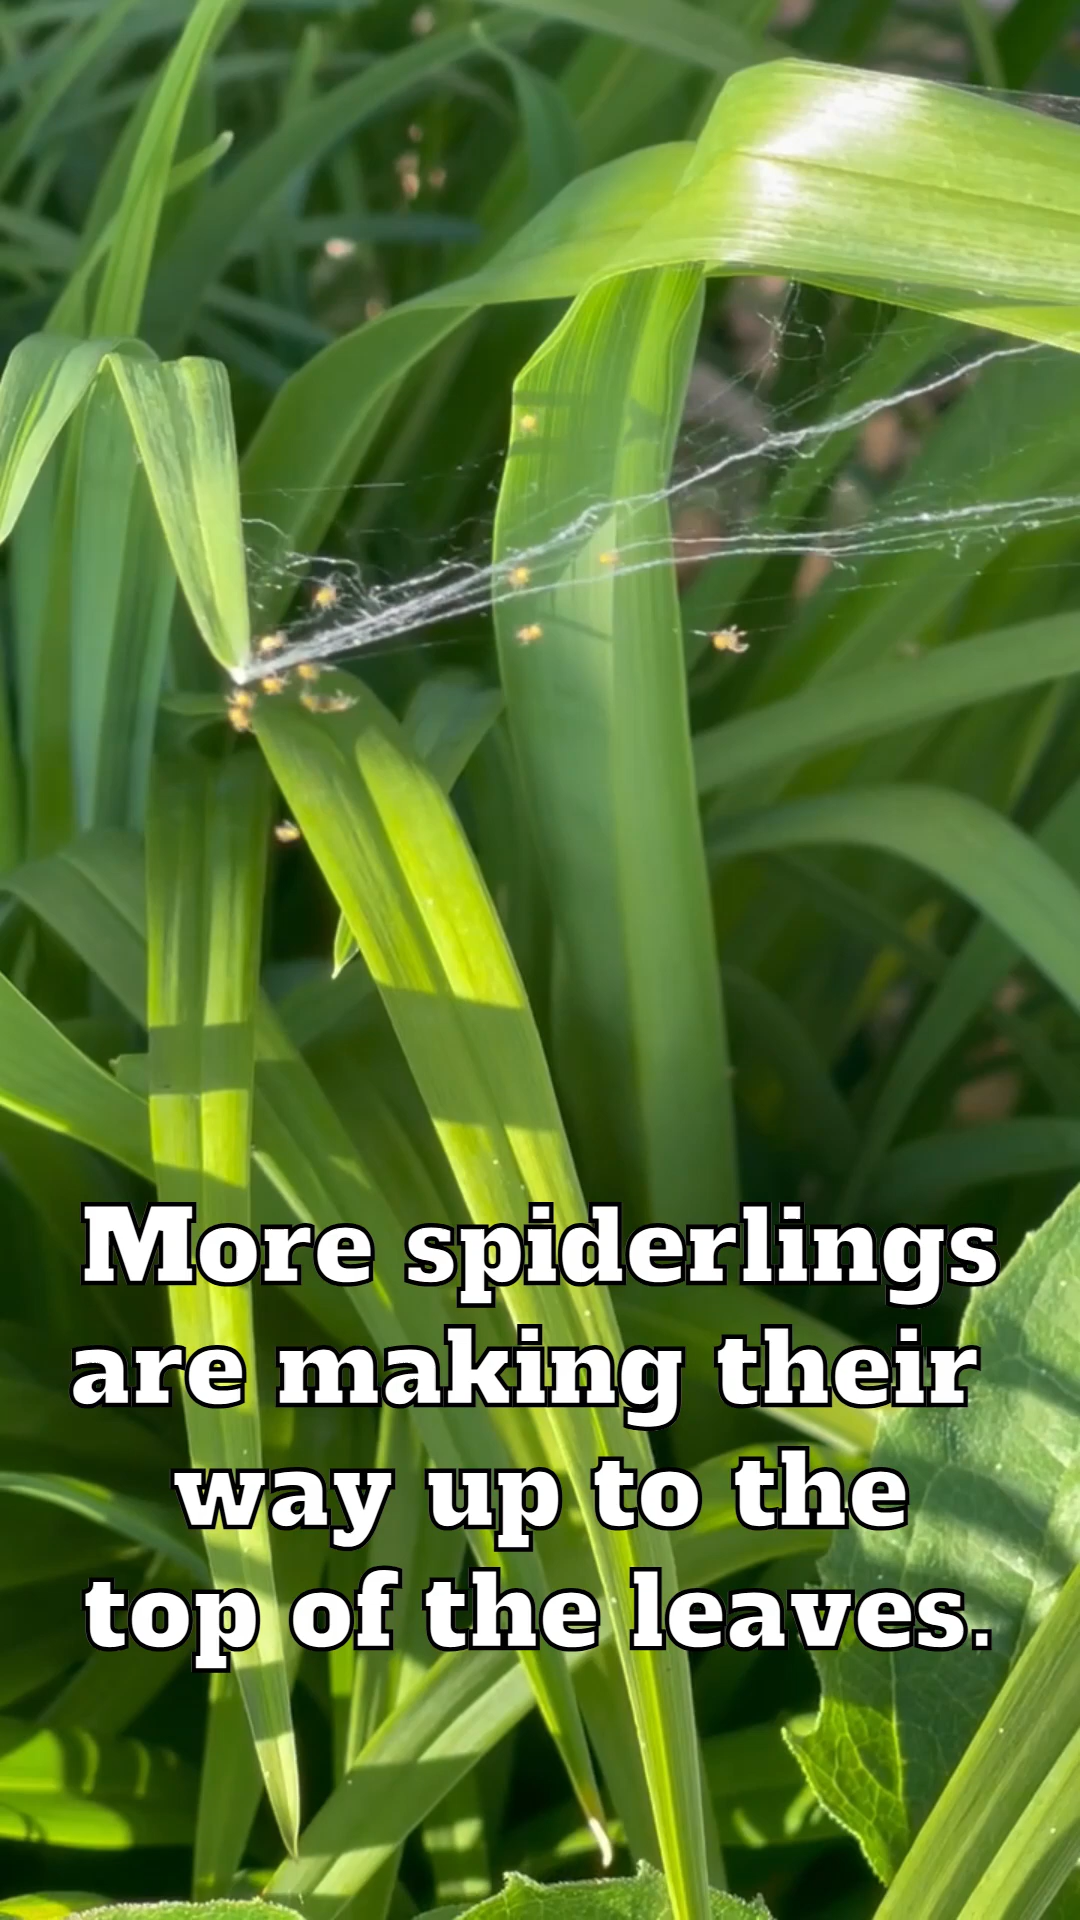 More spiderlings
are making their
way up to the
top of the leaves.